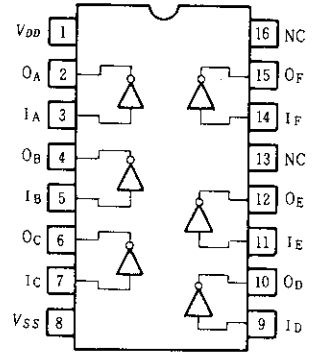 V_DD 1 16 NC
O_A 2 15 O_F
I_A 3 14 I_F
O_B 4 13 NC
I_B 5 12 O_E
O_C 6 11 I_E
I_C 7 10 O_D
V_SS 8 9 I_D